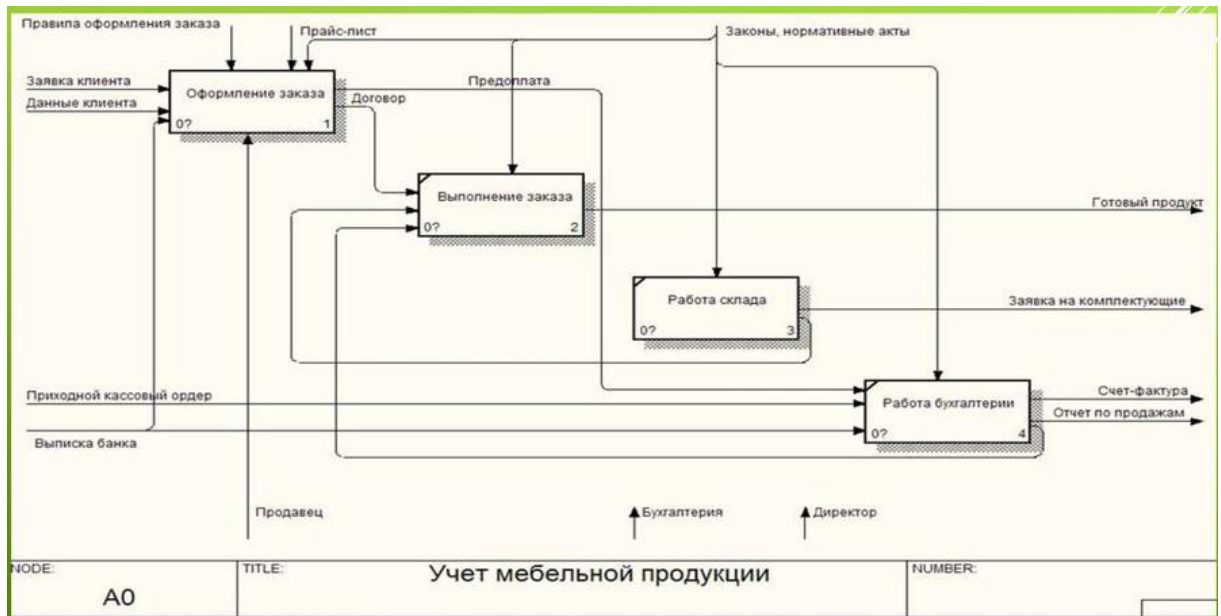 Правила оформления заказа
Прайс-лист
Законы, нормативные акты
Заявка клиента
Данные клиента
Оформление заказа
0? 1
Предоплата
Договор
Выполнение заказа
0? 2
Готовый продукт
Работа склада
0? 3
Заявка на комплектующие
Приходной кассовый ордер
Выписка банка
Работа бухгалтерии
0? 4
Счет-фактура
Отчет по продажам
Продавец
Бухгалтерия
Директор
NODE:
A0
TITLE:
Учет мебельной продукции
NUMBER: